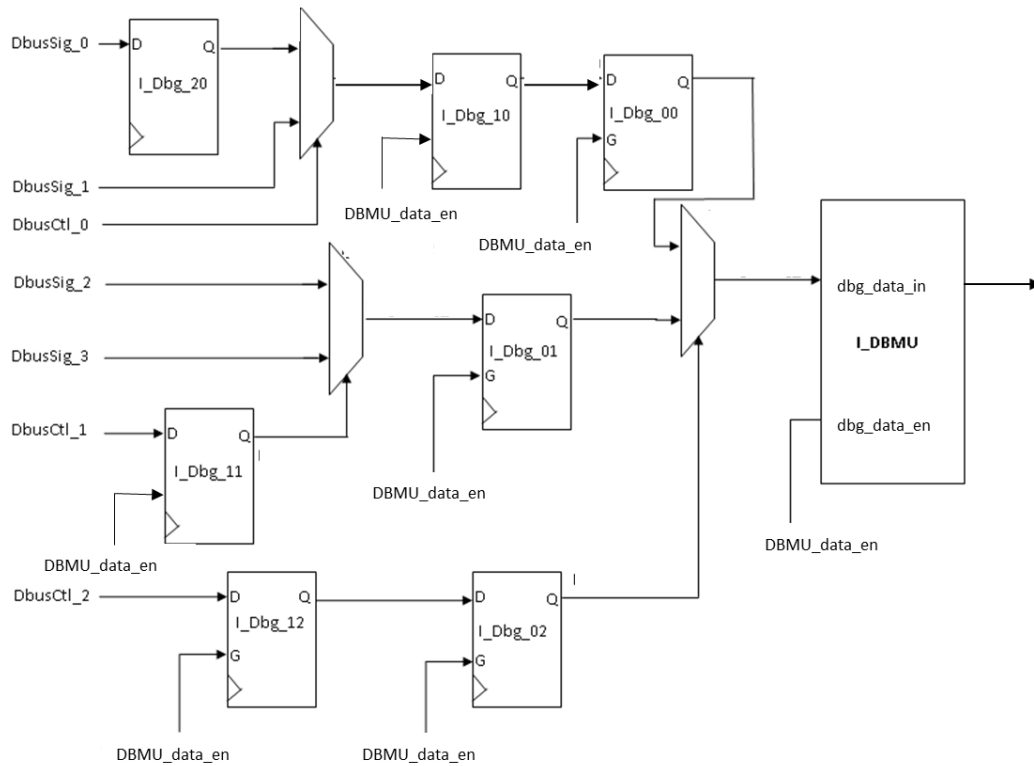 DbusSig_0
D
Q
I_Dbg_20
DbusSig_1
DbusCtl_0
D
Q
I_Dbg_10
DBMU_data_en
D
Q
I_Dbg_00
G
DBMU_data_en
DbusSig_2
DbusSig_3
D
Q
I_Dbg_01
G
DBMU_data_en
dbg_data_in
I_DBMU
dbg_data_en
DBMU_data_en
DbusCtl_1
D
Q
I_Dbg_11
DBMU_data_en
DbusCtl_2
D
Q
I_Dbg_12
G
DBMU_data_en
D
Q
I_Dbg_02
G
DBMU_data_en